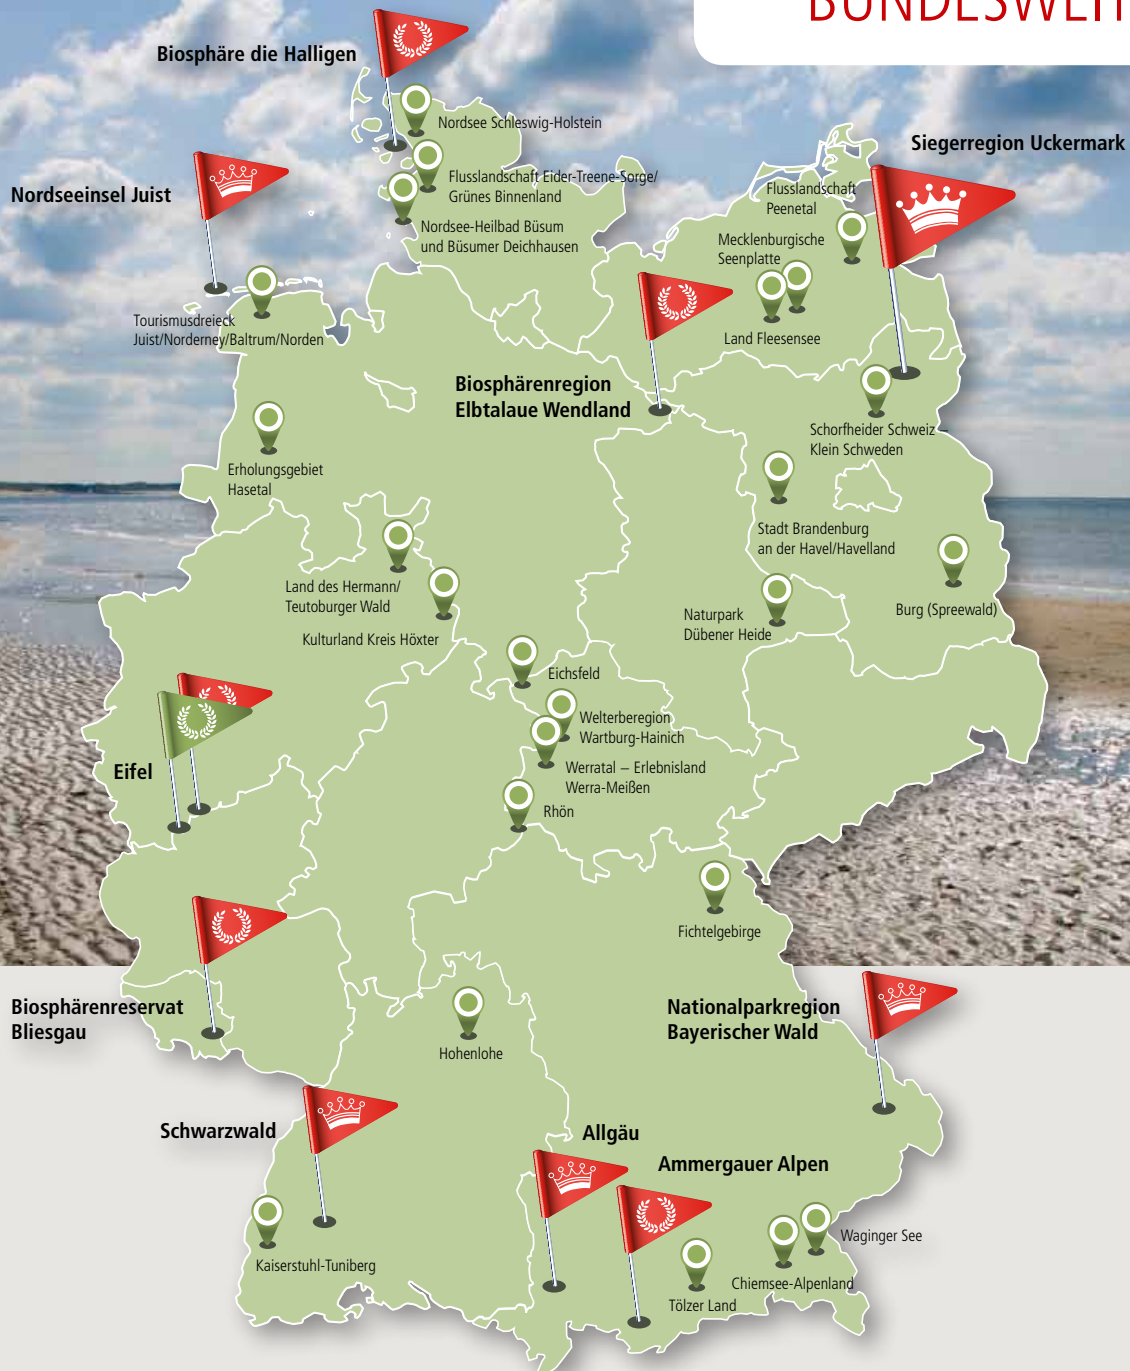 BUNDESWEIT
Biosphäre die Halligen
Nordsee Schleswig-Holstein
Siegerregion Uckermark
Flusslandschaft Eider-Treene-Sorge/
Grünes Binnenland
Nordseeinsel Juist
Flusslandschaft
Peenetal
Nordsee-Heilbad Büsum
und Büsumer Deichhausen
Mecklenburgische
Seenplatte
Tourismusdreieck
Juist/Norderney/Baltrum/Norden
Land Fleesensee
Biosphärenregion
Elbtalaue Wendland
Schorfheider Schweiz –
Klein Schweden
Erholungsgebiet
Hasetal
Stadt Brandenburg
an der Havel/Havelland
Land des Hermann/
Teutoburger Wald
Burg (Spreewald)
Naturpark
Dübener Heide
Kulturland Kreis Höxter
Eichsfeld
Welterberegion
Wartburg-Hainich
Eifel
Werratal – Erlebnisland
Werra-Meißen
Rhön
Fichtelgebirge
Biosphärenreservat
Bliesgau
Nationalparkregion
Bayerischer Wald
Hohenlohe
Schwarzwald
Allgäu
Ammergauer Alpen
Waginger See
Kaiserstuhl-Tuniberg
Chiemsee-Alpenland
Tölzer Land